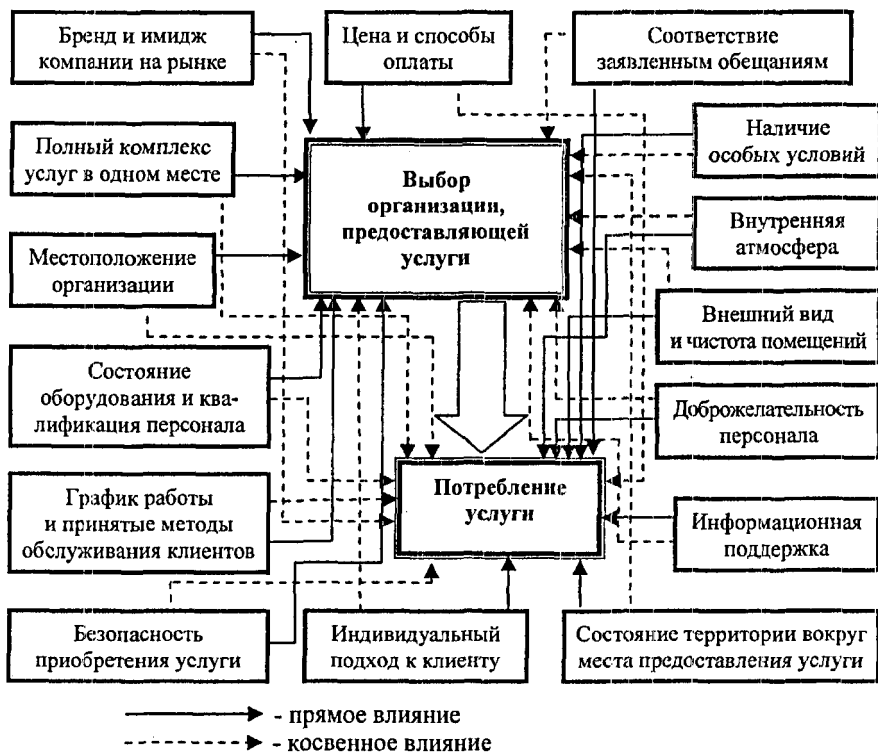 Бренд и имидж
компании на рынке
Цена и способы
оплаты
Соответствие
заявленным обещаниям
Полный комплекс
услуг в одном месте
Наличие
особых условий
Выбор
организации,
предоставляющей
услуги
Внутренняя
атмосфера
Местоположение
организации
Внешний вид
и чистота помещений
Состояние
оборудования и ква-
лификация персонала
Доброжелательность
персонала
График работы
и принятые методы
обслуживания клиентов
Потребление
услуги
Информационная
поддержка
Безопасность
приобретения услуги
Индивидуальный
подход к клиенту
Состояние территории вокруг
места предоставления услуги
- прямое влияние
- косвенное влияние